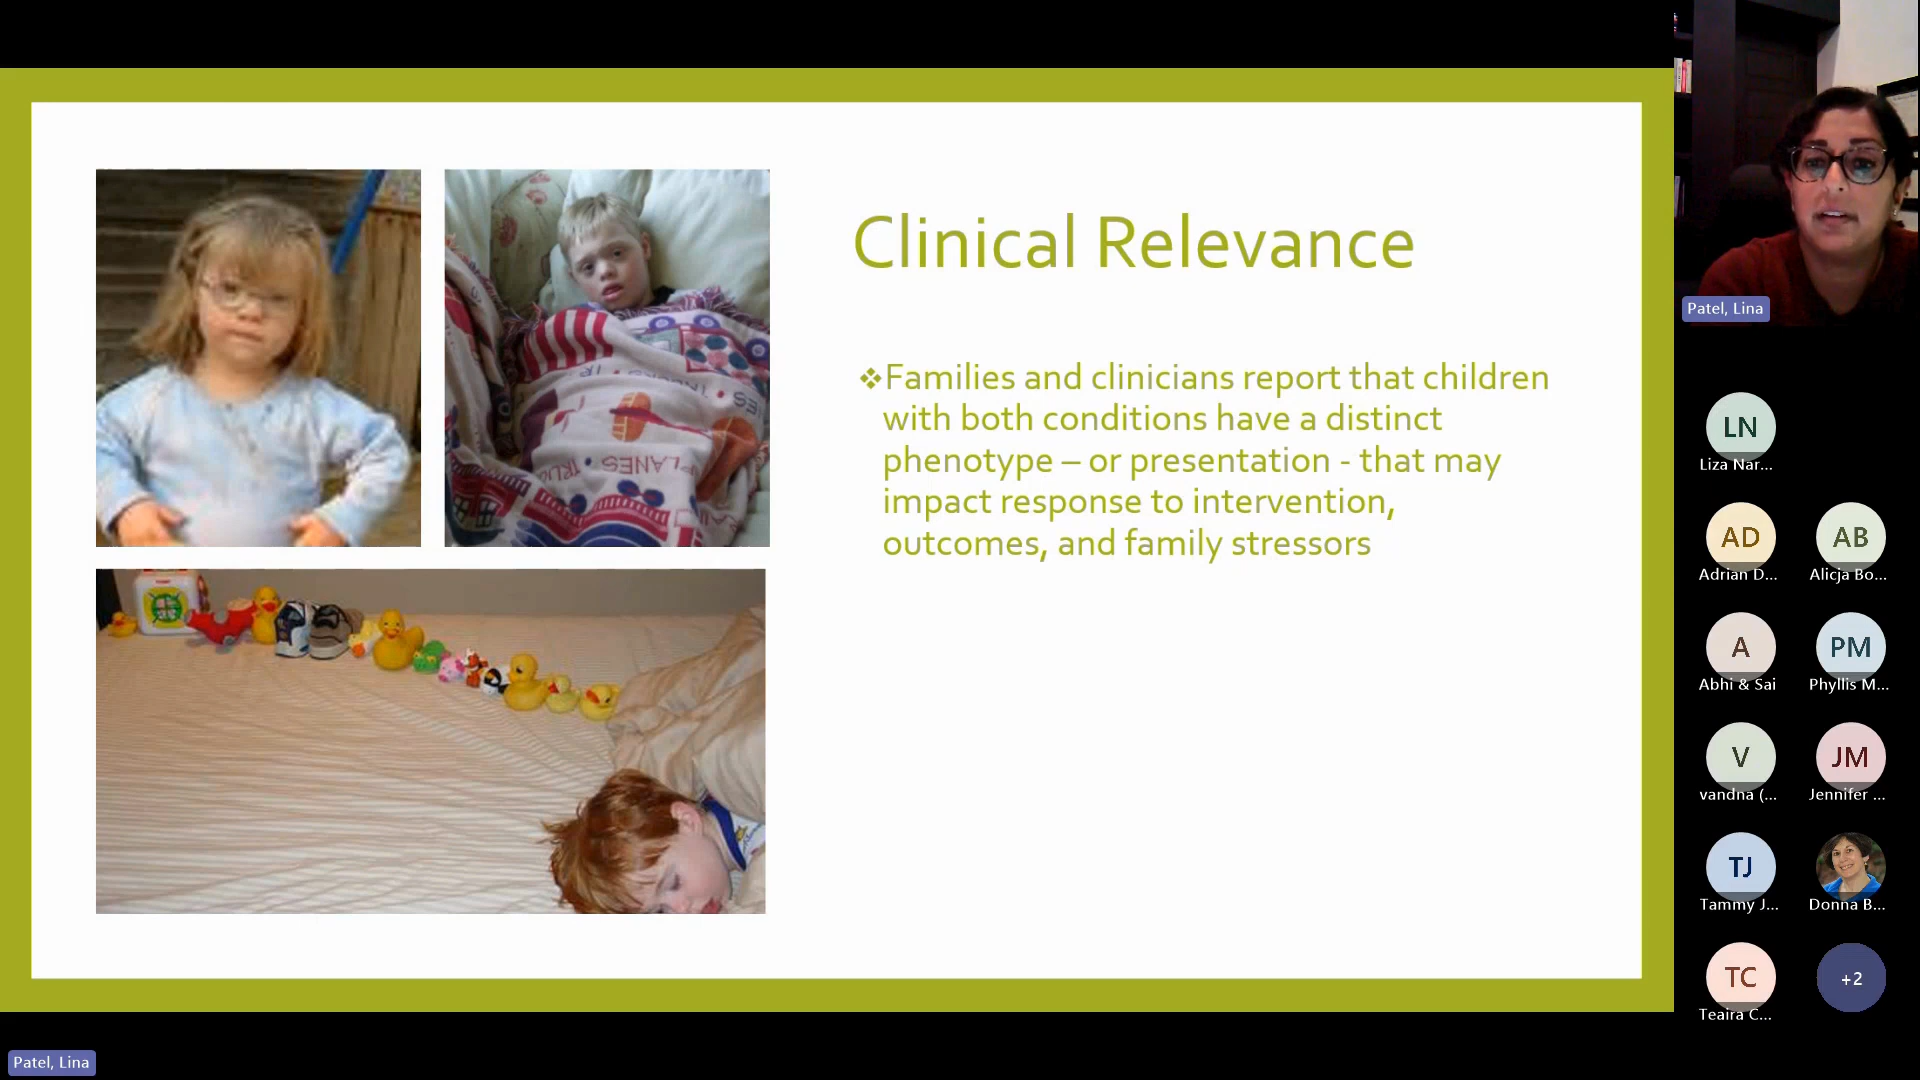 Clinical Relevance
❖Families and clinicians report that children
with both conditions have a distinct
phenotype – or presentation - that may
impact response to intervention,
outcomes, and family stressors
Patel, Lina
LN
Liza Nar...
AD
Adrian D...
AB
Alicja Bo...
A
Abhi & Sai
PM
Phyllis M...
V
vandna (...
JM
Jennifer ...
TJ
Tammy J...
Donna B...
TC
Teaira C...
+2
Patel, Lina